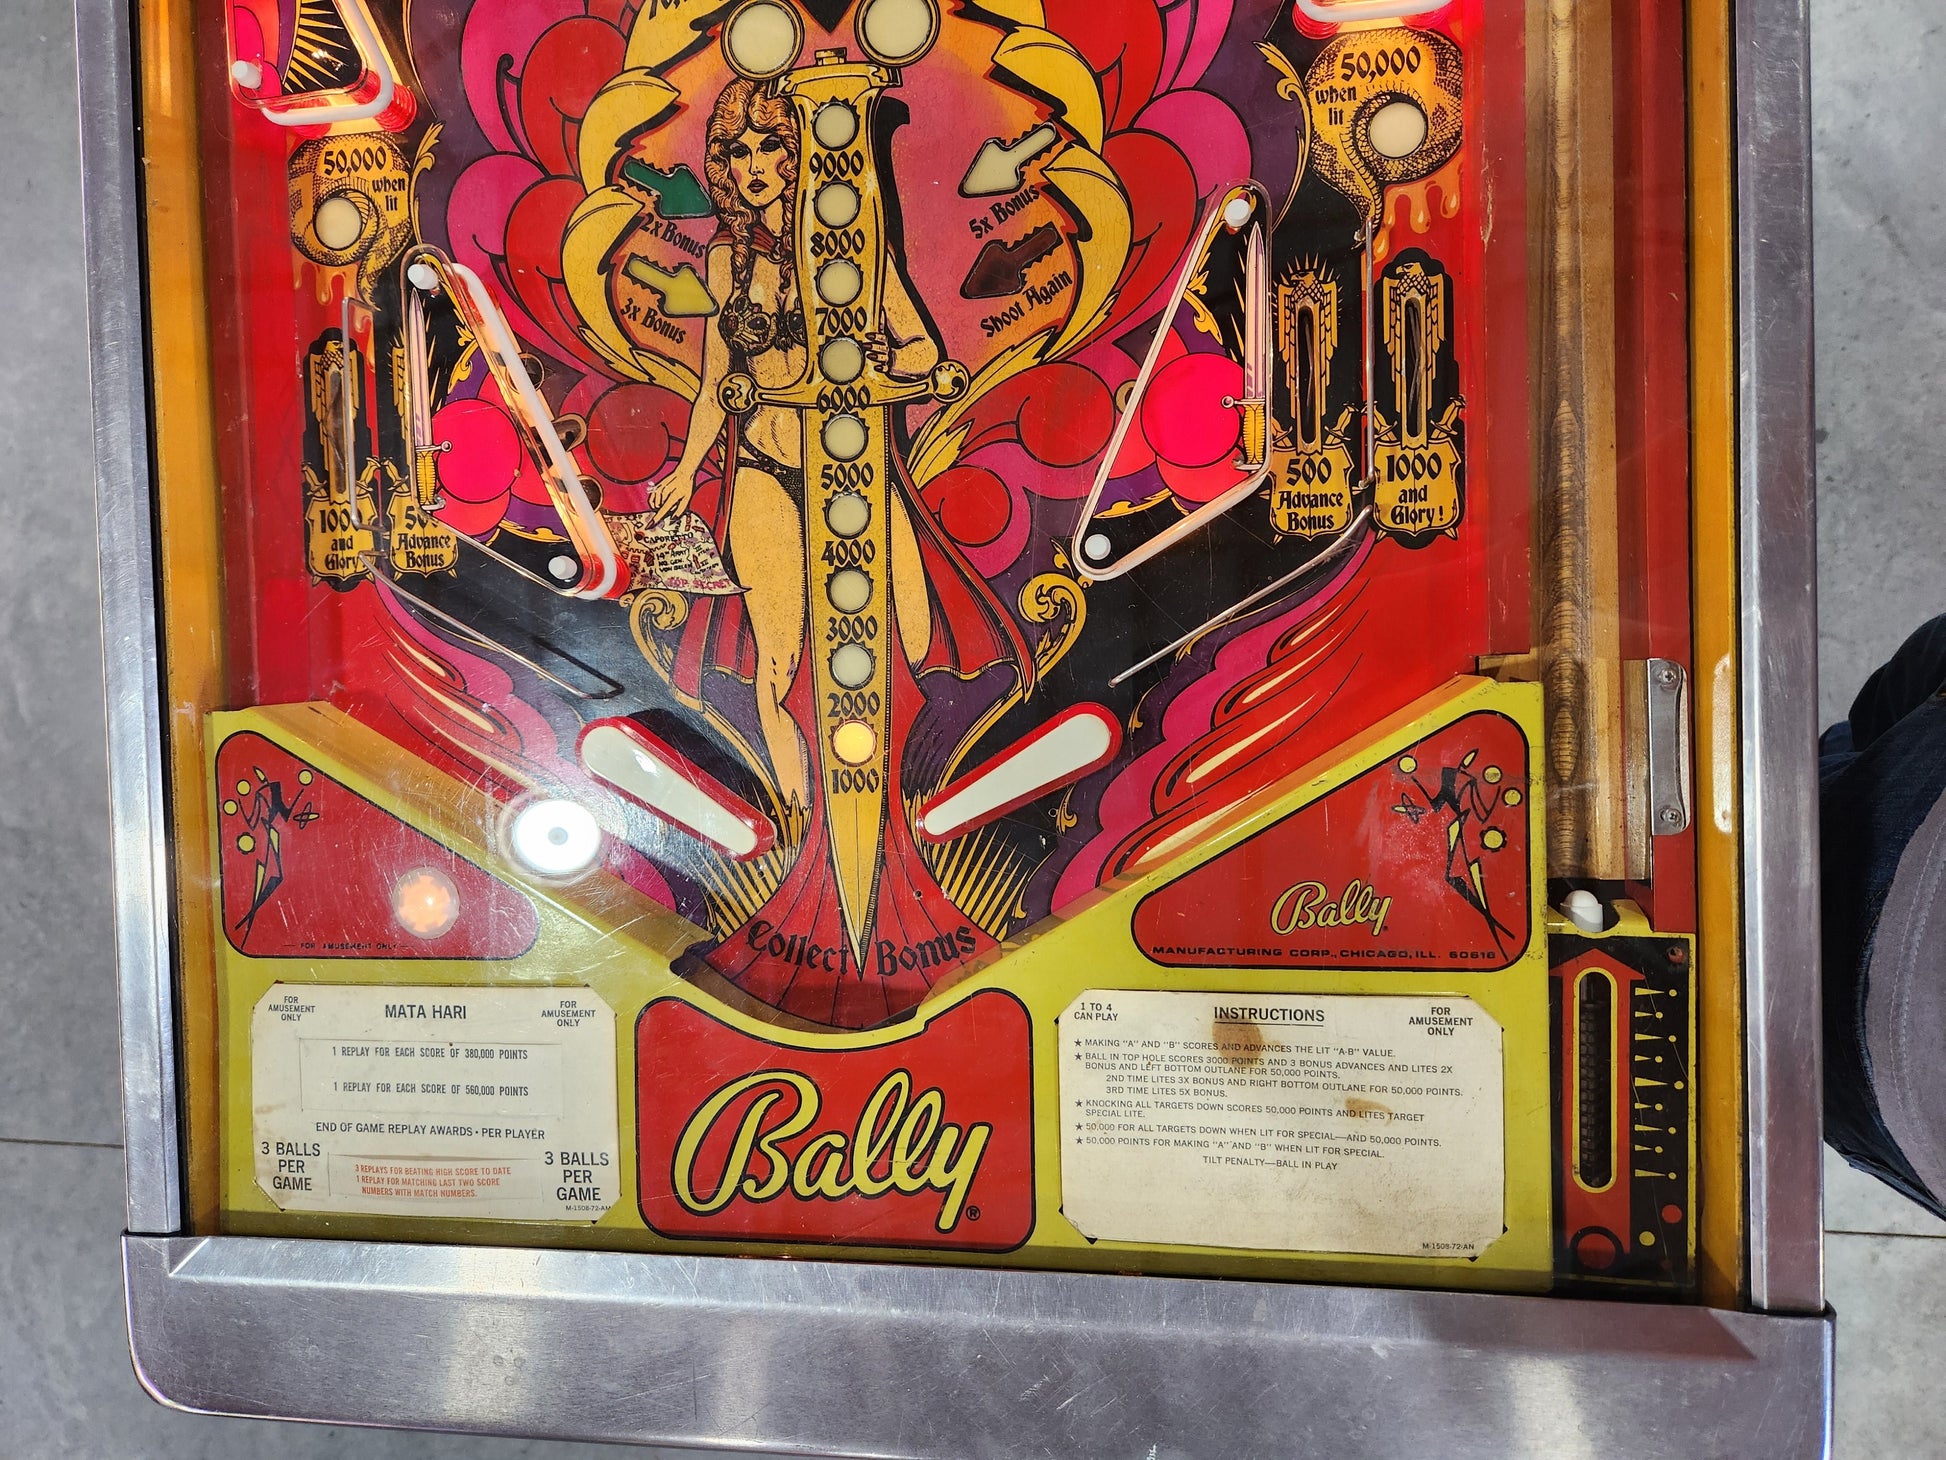 50,000
when
lit
50,000
when
lit
9000
8000
7000
6000
5000
4000
3000
2000
1000
2x Bonus
3x Bonus
5x Bonus
Shoot Again
1000
and
Glory!
500
Advance
Bonus
500
Advance
Bonus
1000
and
Glory!
CAPORETTO
14TH ARMY
TOP SECRET
Collect Bonus
FOR AMUSEMENT ONLY
Bally
MANUFACTURING CORP., CHICAGO, ILL. 60618
FOR
AMUSEMENT
ONLY
MATA HARI
FOR
AMUSEMENT
ONLY
1 REPLAY FOR EACH SCORE OF 380,000 POINTS
1 REPLAY FOR EACH SCORE OF 560,000 POINTS
END OF GAME REPLAY AWARDS • PER PLAYER
3 BALLS
PER
GAME
3 REPLAYS FOR BEATING HIGH SCORE TO DATE
1 REPLAY FOR MATCHING LAST TWO SCORE
NUMBERS WITH MATCH NUMBERS.
3 BALLS
PER
GAME
M-1508-72-AM
Bally®
1 TO 4
CAN PLAY
INSTRUCTIONS
FOR
AMUSEMENT
ONLY
★ MAKING "A" AND "B" SCORES AND ADVANCES THE LIT "A-B" VALUE.
★ BALL IN TOP HOLE SCORES 3000 POINTS AND 3 BONUS ADVANCES AND LITES 2X
BONUS AND LEFT BOTTOM OUTLANE FOR 50,000 POINTS.
2ND TIME LITES 3X BONUS AND RIGHT BOTTOM OUTLANE FOR 50,000 POINTS.
3RD TIME LITES 5X BONUS.
★ KNOCKING ALL TARGETS DOWN SCORES 50,000 POINTS AND LITES TARGET
SPECIAL LITE.
★ 50,000 FOR ALL TARGETS DOWN WHEN LIT FOR SPECIAL—AND 50,000 POINTS.
★ 50,000 POINTS FOR MAKING "A" AND "B" WHEN LIT FOR SPECIAL.
TILT PENALTY—BALL IN PLAY
M-1508-72-AN